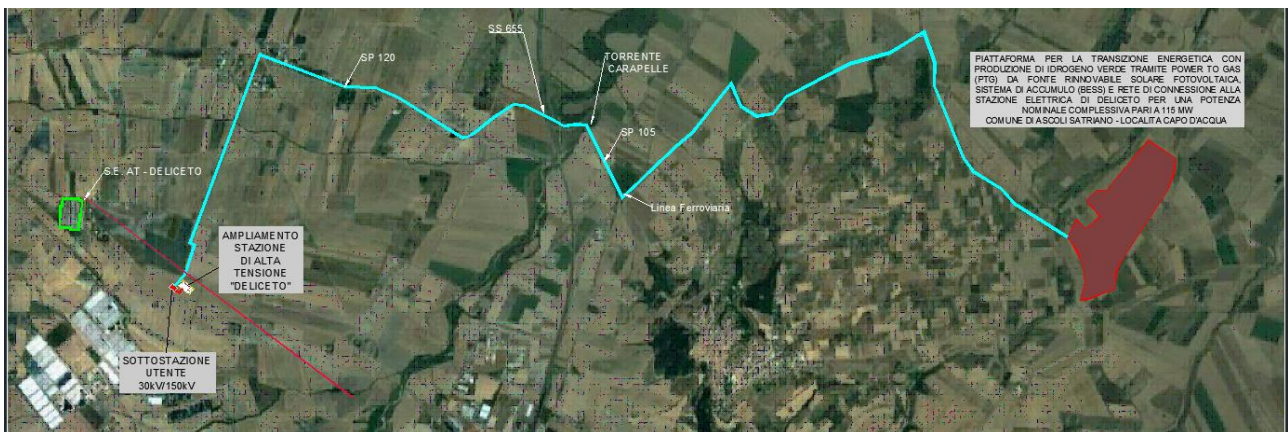 SS 655
SP 120
TORRENTE
CARAPELLE
PIATTAFORMA PER LA TRANSIZIONE ENERGETICA CON
PRODUZIONE DI IDROGENO VERDE TRAMITE POWER TO GAS
(PTG) DA FONTE RINNOVABILE SOLARE FOTOVOLTAICA,
SISTEMA DI ACCUMULO (BESS) E RETE DI CONNESSIONE ALLA
STAZIONE ELETTRICA DI DELICETO PER UNA POTENZA
NOMINALE COMPLESSIVA PARI A 115 MW
COMUNE DI ASCOLI SATRIANO - LOCALITA CAPO D'ACQUA
SP 105
S.E. AT - DELICETO
Linea Ferroviaria
AMPLIAMENTO
STAZIONE
DI ALTA
TENSIONE
"DELICETO"
SOTTOSTAZIONE
UTENTE
30kV/150kV